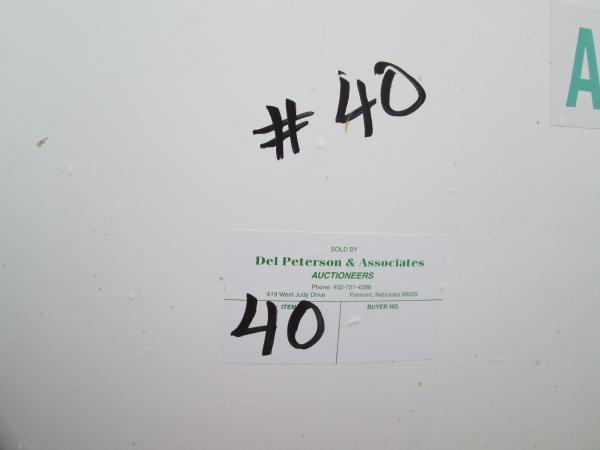 A
# 40
SOLD BY
Del Peterson & Associates
AUCTIONEERS
Phone: 402-721-4388
419 West Judy Drive Fremont, Nebraska 68025
ITEM BUYER NO.
40